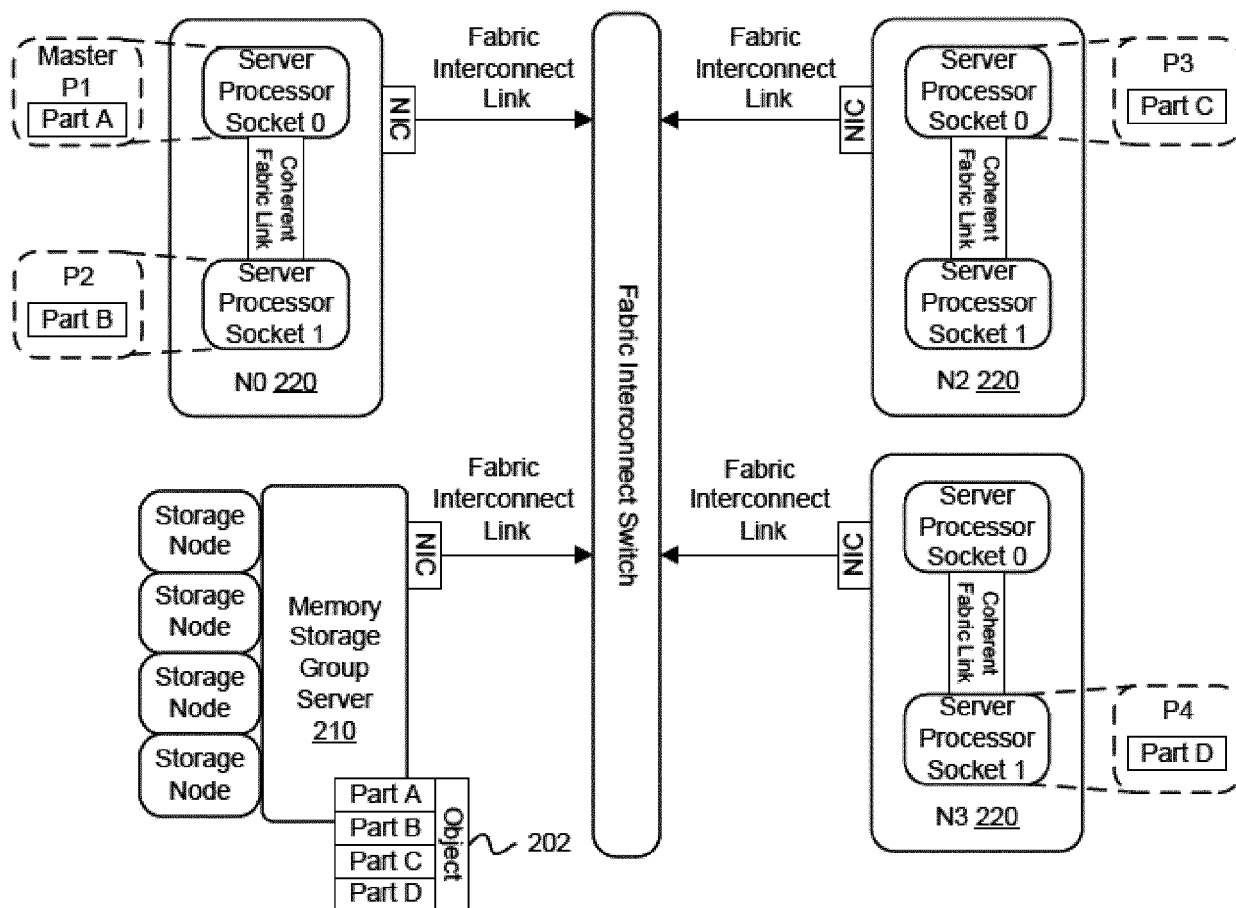 Master
P1
Part A
Server
Processor
Socket 0
NIC
Fabric
Interconnect
Link
Coherent
Fabric Link
P2
Part B
Server
Processor
Socket 1
N0 220
Fabric Interconnect Switch
Fabric
Interconnect
Link
NIC
Server
Processor
Socket 0
P3
Part C
Coherent
Fabric Link
Server
Processor
Socket 1
N2 220
Storage
Node
Storage
Node
Storage
Node
Storage
Node
Memory
Storage
Group
Server
210
NIC
Fabric
Interconnect
Link
Part A
Part B
Part C
Part D
Object
202
Fabric
Interconnect
Link
NIC
Server
Processor
Socket 0
Coherent
Fabric Link
Server
Processor
Socket 1
P4
Part D
N3 220